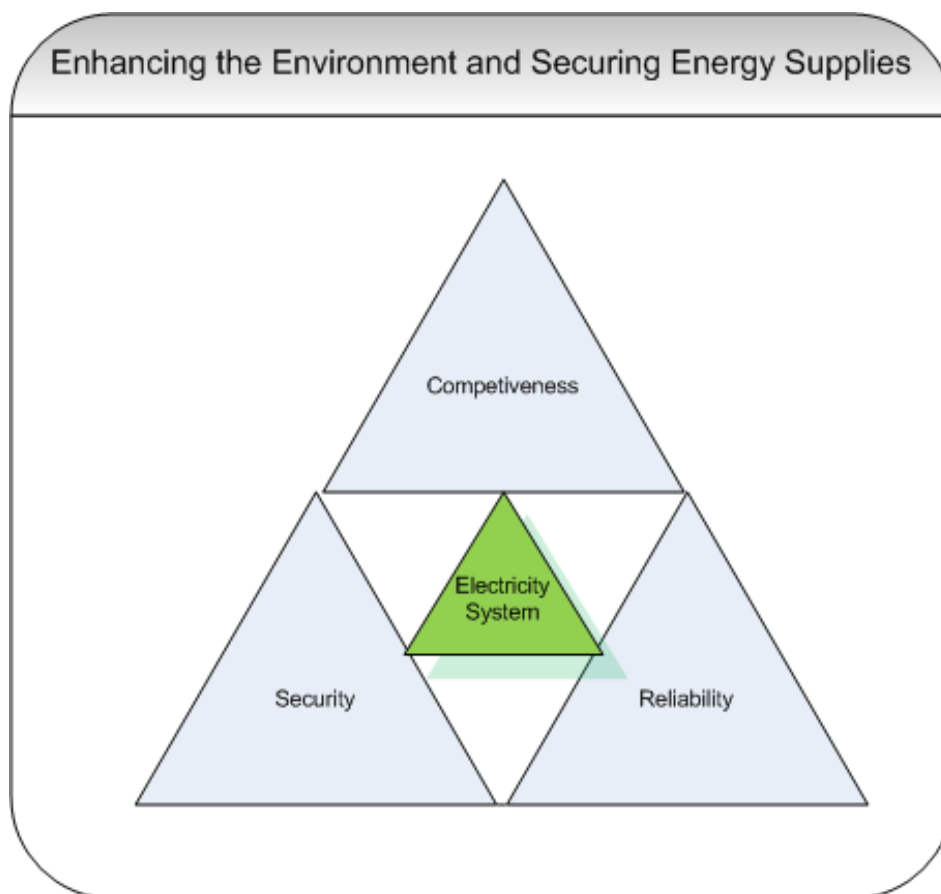 Enhancing the Environment and Securing Energy Supplies
Competiveness
Electricity
System
Security
Reliability